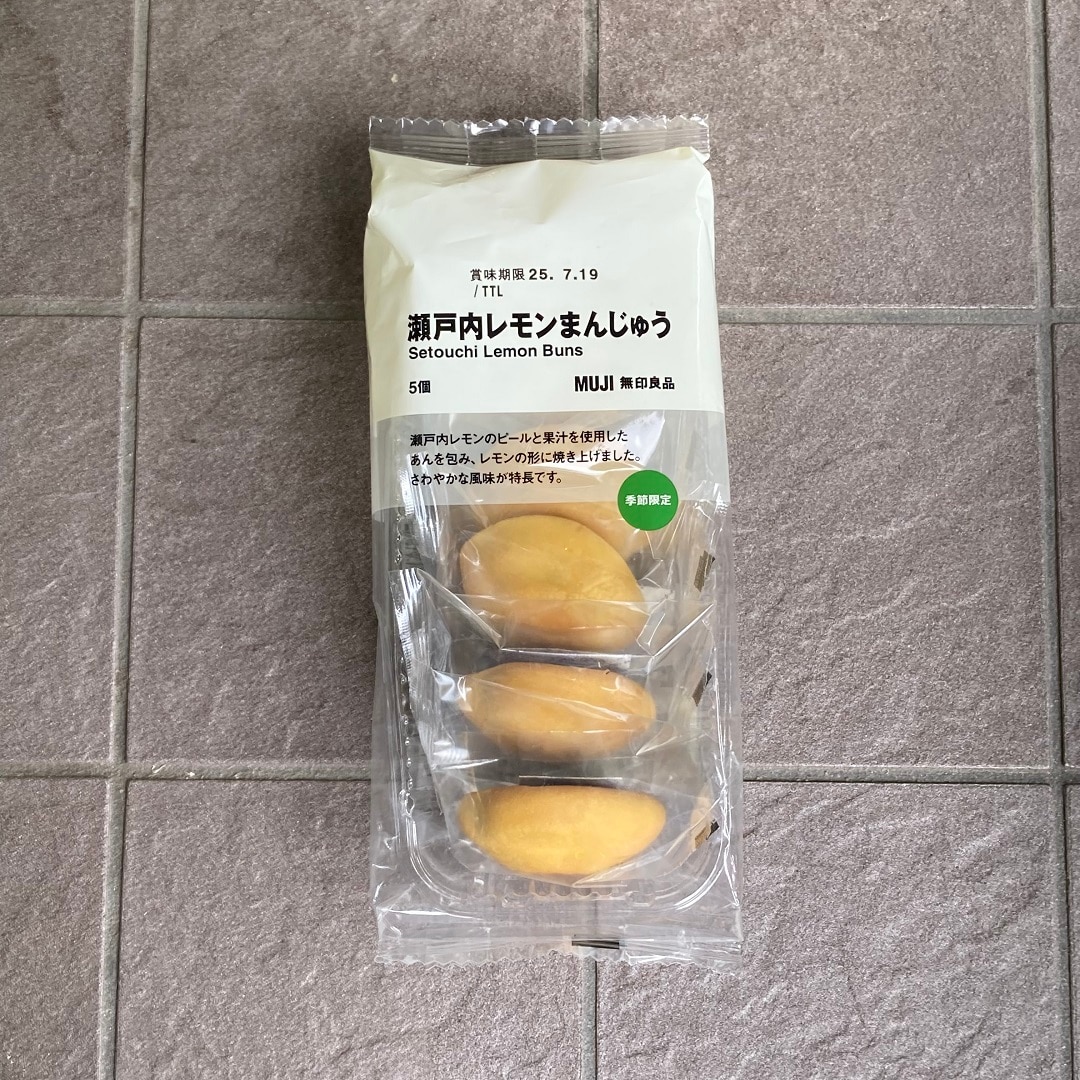 賞味期限25. 7.19
/TTL
瀬戸内レモンまんじゅう
Setouchi Lemon Buns
5個
MUJI 無印良品
瀬戸内レモンのピールと果汁を使用した
あんを包み、レモンの形に焼き上げました。
さわやかな風味が特長です。
季節限定